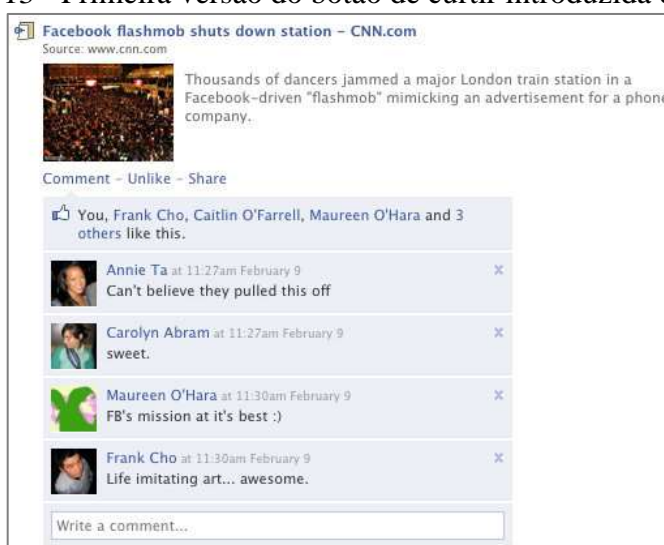 Facebook flashmob shuts down station – CNN.com
Source: www.cnn.com
Thousands of dancers jammed a major London train station in a
Facebook-driven "flashmob" mimicking an advertisement for a phone
company.
Comment - Unlike - Share
You, Frank Cho, Caitlin O'Farrell, Maureen O'Hara and 3
others like this.
Annie Ta at 11:27am February 9
x
Can't believe they pulled this off
Carolyn Abram at 11:27am February 9
x
sweet.
Maureen O'Hara at 11:30am February 9
x
FB's mission at it's best :)
Frank Cho at 11:30am February 9
x
Life imitating art... awesome.
Write a comment...